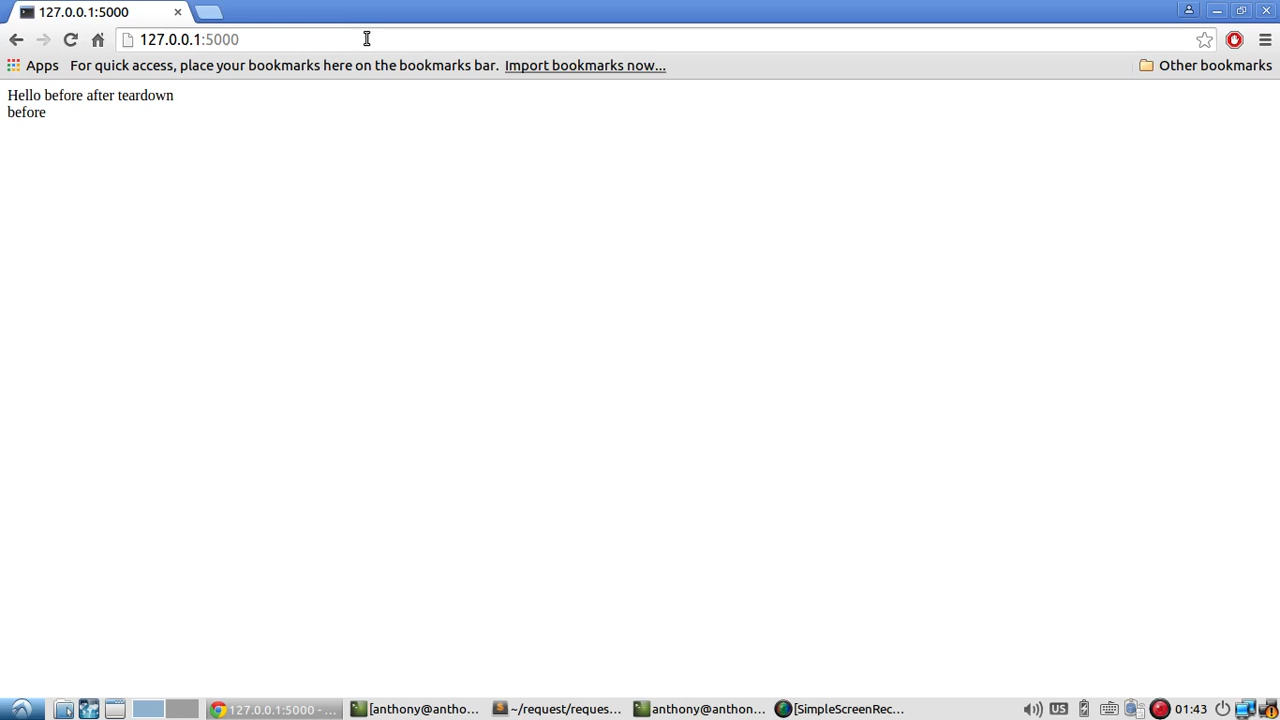 127.0.0.1:5000
127.0.0.1:5000
Apps For quick access, place your bookmarks here on the bookmarks bar. Import bookmarks now... Other bookmarks
Hello before after teardown
before
127.0.0.1:5000 - ... [anthony@antho... ~/request/reques... anthony@anthon... [SimpleScreenRec... US 01:43